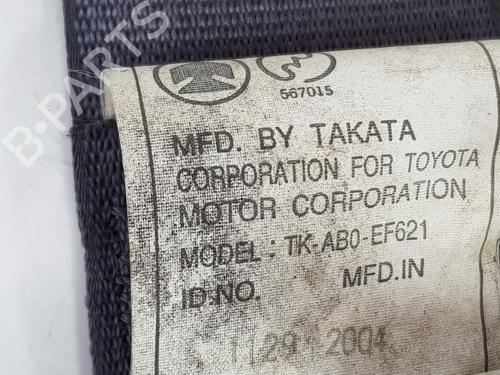 B-PARTS
567015
MFD. BY TAKATA
CORPORATION FOR TOYOTA
MOTOR CORPORATION
MODEL : TK-AB0-EF621
ID.NO. MFD.IN
1129 2004